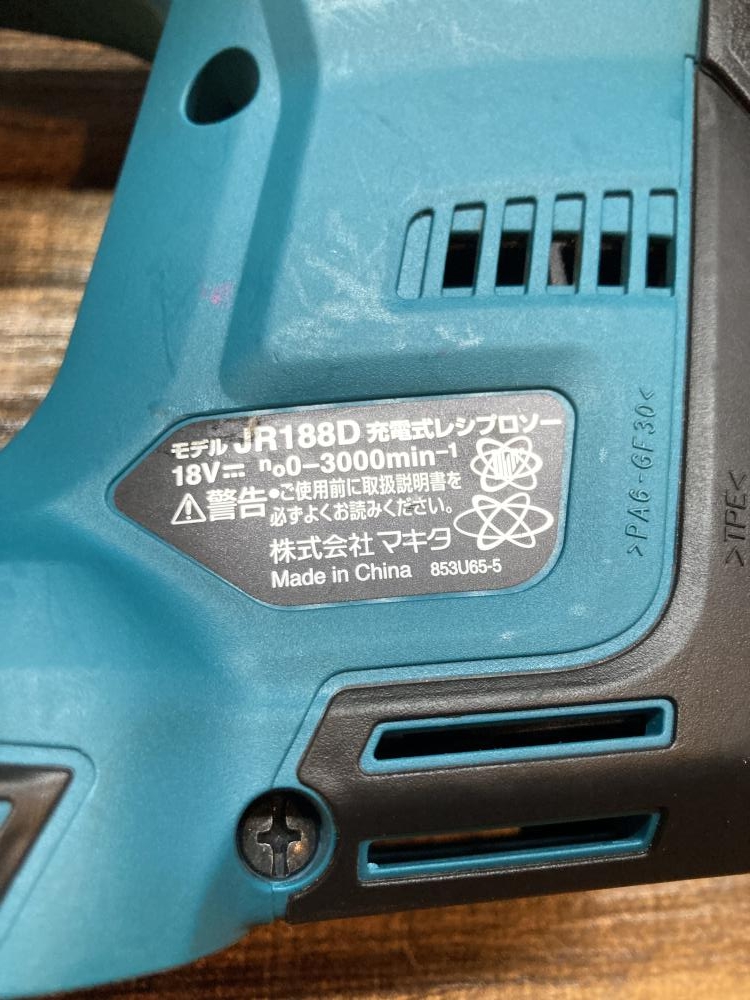 モデル JR188D 充電式レシプロソー
18V⎓ n₀0-3000min⁻¹
⚠警告 •ご使用前に取扱説明書を
必ずよくお読みください。
株式会社 マキタ
Made in China 853U65-5
>PA6-GF30<
>TPE<